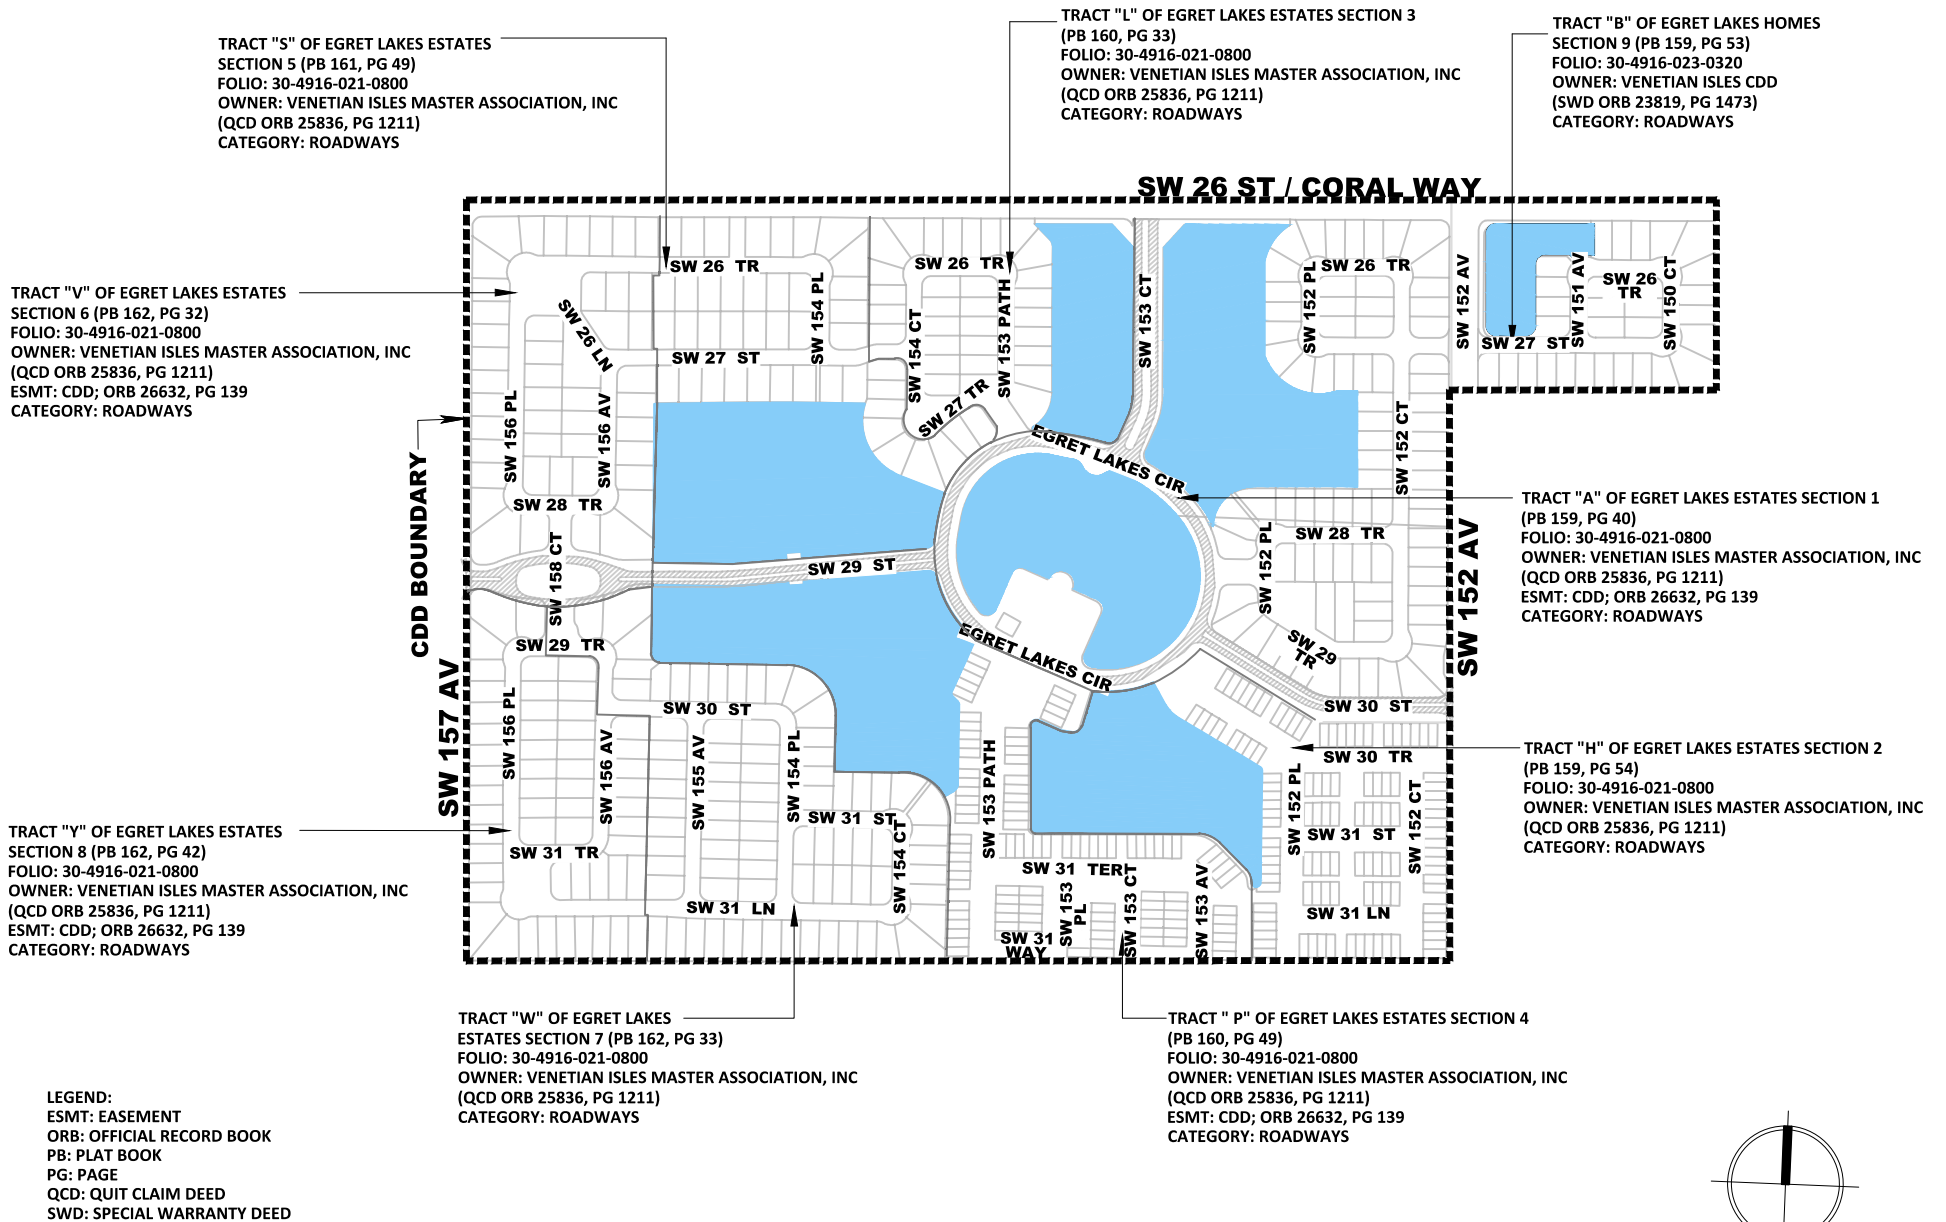 TRACT "S" OF EGRET LAKES ESTATES
SECTION 5 (PB 161, PG 49)
FOLIO: 30-4916-021-0800
OWNER: VENETIAN ISLES MASTER ASSOCIATION, INC
(QCD ORB 25836, PG 1211)
CATEGORY: ROADWAYS
TRACT "L" OF EGRET LAKES ESTATES SECTION 3
(PB 160, PG 33)
FOLIO: 30-4916-021-0800
OWNER: VENETIAN ISLES MASTER ASSOCIATION, INC
(QCD ORB 25836, PG 1211)
CATEGORY: ROADWAYS
TRACT "B" OF EGRET LAKES HOMES
SECTION 9 (PB 159, PG 53)
FOLIO: 30-4916-023-0320
OWNER: VENETIAN ISLES CDD
(SWD ORB 23819, PG 1473)
CATEGORY: ROADWAYS
TRACT "V" OF EGRET LAKES ESTATES
SECTION 6 (PB 162, PG 32)
FOLIO: 30-4916-021-0800
OWNER: VENETIAN ISLES MASTER ASSOCIATION, INC
(QCD ORB 25836, PG 1211)
ESMT: CDD; ORB 26632, PG 139
CATEGORY: ROADWAYS
CDD BOUNDARY
SW 157 AV
SW 26 ST / CORAL WAY
SW 152 AV
SW 26 TR
SW 154 PL
SW 26 LN
SW 27 ST
SW 156 PL
SW 156 AV
SW 28 TR
SW 158 CT
SW 26 TR
SW 154 CT
SW 153 PATH
SW 27 TR
SW 153 CT
EGRET LAKES CIR
SW 152 PL
SW 26 TR
SW 152 CT
SW 152 AV
SW 27 ST
SW 151 AV
SW 26
TR
SW 150 CT
SW 29 ST
SW 28 TR
SW 152 PL
SW 29
TR
SW 30 ST
EGRET LAKES CIR
SW 29 TR
SW 156 PL
SW 156 AV
SW 31 TR
SW 30 ST
SW 155 AV
SW 154 PL
SW 31 ST
SW 154 CT
SW 31 LN
SW 153 PATH
SW 31 TER
SW 153
PL
SW 153 CT
SW 153 AV
SW 31
WAY
SW 30 TR
SW 152 PL
SW 31 ST
SW 152 CT
SW 31 LN
TRACT "A" OF EGRET LAKES ESTATES SECTION 1
(PB 159, PG 40)
FOLIO: 30-4916-021-0800
OWNER: VENETIAN ISLES MASTER ASSOCIATION, INC
(QCD ORB 25836, PG 1211)
ESMT: CDD; ORB 26632, PG 139
CATEGORY: ROADWAYS
TRACT "H" OF EGRET LAKES ESTATES SECTION 2
(PB 159, PG 54)
FOLIO: 30-4916-021-0800
OWNER: VENETIAN ISLES MASTER ASSOCIATION, INC
(QCD ORB 25836, PG 1211)
CATEGORY: ROADWAYS
TRACT "Y" OF EGRET LAKES ESTATES
SECTION 8 (PB 162, PG 42)
FOLIO: 30-4916-021-0800
OWNER: VENETIAN ISLES MASTER ASSOCIATION, INC
(QCD ORB 25836, PG 1211)
ESMT: CDD; ORB 26632, PG 139
CATEGORY: ROADWAYS
TRACT "W" OF EGRET LAKES
ESTATES SECTION 7 (PB 162, PG 33)
FOLIO: 30-4916-021-0800
OWNER: VENETIAN ISLES MASTER ASSOCIATION, INC
(QCD ORB 25836, PG 1211)
CATEGORY: ROADWAYS
TRACT " P" OF EGRET LAKES ESTATES SECTION 4
(PB 160, PG 49)
FOLIO: 30-4916-021-0800
OWNER: VENETIAN ISLES MASTER ASSOCIATION, INC
(QCD ORB 25836, PG 1211)
ESMT: CDD; ORB 26632, PG 139
CATEGORY: ROADWAYS
LEGEND:
ESMT: EASEMENT
ORB: OFFICIAL RECORD BOOK
PB: PLAT BOOK
PG: PAGE
QCD: QUIT CLAIM DEED
SWD: SPECIAL WARRANTY DEED